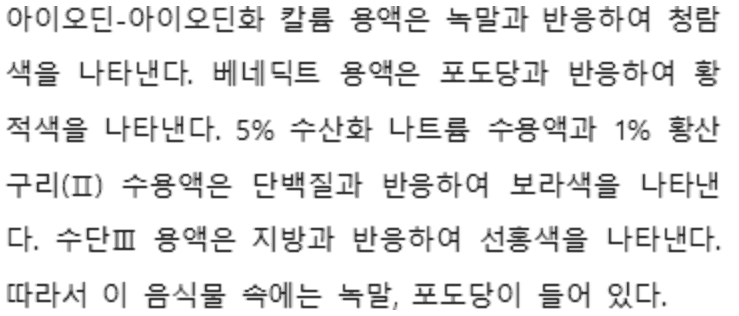 아이오딘-아이오딘화 칼륨 용액은 녹말과 반응하여 청람
색을 나타낸다. 베네딕트 용액은 포도당과 반응하여 황
적색을 나타낸다. 5% 수산화 나트륨 수용액과 1% 황산
구리(Ⅱ) 수용액은 단백질과 반응하여 보라색을 나타낸
다. 수단Ⅲ 용액은 지방과 반응하여 선홍색을 나타낸다.
따라서 이 음식물 속에는 녹말, 포도당이 들어 있다.